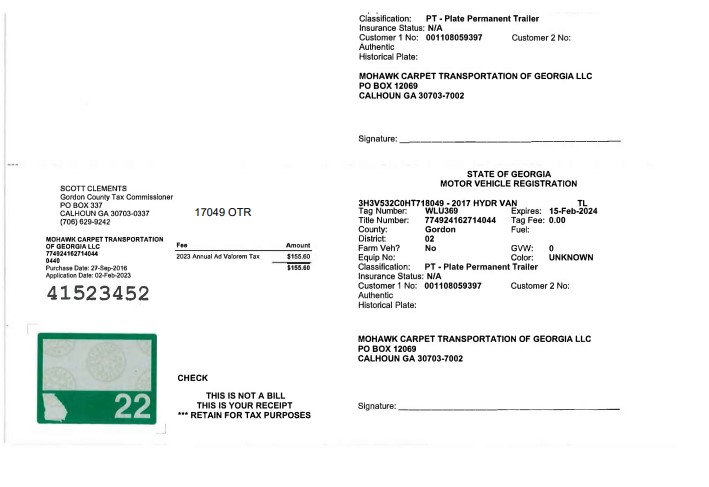 Classification: PT - Plate Permanent Trailer
Insurance Status: N/A
Customer 1 No: 001108059397 Customer 2 No:
Authentic
Historical Plate:
MOHAWK CARPET TRANSPORTATION OF GEORGIA LLC
PO BOX 12069
CALHOUN GA 30703-7002
Signature:
SCOTT CLEMENTS
Gordon County Tax Commissioner
PO BOX 337
CALHOUN GA 30703-0337
(706) 629-9242
17049 OTR
MOHAWK CARPET TRANSPORTATION
OF GEORGIA LLC
774924162714044
0440
Purchase Date: 27-Sep-2016
Application Date: 02-Feb-2023
41523452
Fee Amount
2023 Annual Ad Valorem Tax $155.60
$155.60
22
CHECK
THIS IS NOT A BILL
THIS IS YOUR RECEIPT
*** RETAIN FOR TAX PURPOSES
STATE OF GEORGIA
MOTOR VEHICLE REGISTRATION
3H3V532C0HT718049 - 2017 HYDR VAN TL
Tag Number: WLU369 Expires: 15-Feb-2024
Title Number: 774924162714044 Tag Fee: 0.00
County: Gordon Fuel:
District: 02
Farm Veh? No GVW: 0
Equip No: Color: UNKNOWN
Classification: PT - Plate Permanent Trailer
Insurance Status: N/A
Customer 1 No: 001108059397 Customer 2 No:
Authentic
Historical Plate:
MOHAWK CARPET TRANSPORTATION OF GEORGIA LLC
PO BOX 12069
CALHOUN GA 30703-7002
Signature: